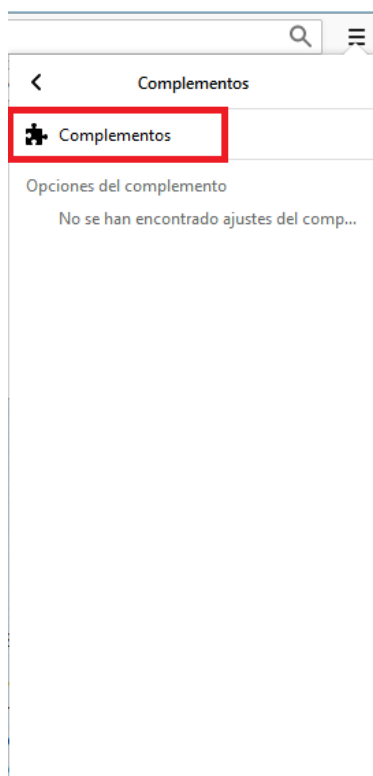 Complementos
Complementos
Opciones del complemento
No se han encontrado ajustes del comp...